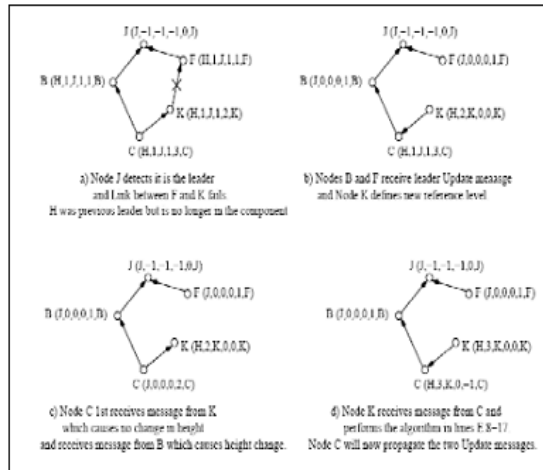 J (J,−1,−1,−1,0,J)
F (H,1,J,1,1,F)
B (H,1,J,1,1,B)
K (H,1,J,1,2,K)
C (H,1,J,1,3,C)
a) Node J detects it is the leader
and Link between F and K fails
H was previous leader but is no longer in the component
J (J,−1,−1,−1,0,J)
F (J,0,0,0,1,F)
B (J,0,0,0,1,B)
K (H,2,K,0,0,K)
C (H,1,J,1,3,C)
b) Nodes B and F receive leader Update meaasge
and Node K defines new reference level
J (J,−1,−1,−1,0,J)
F (J,0,0,0,1,F)
B (J,0,0,0,1,B)
K (H,2,K,0,0,K)
C (J,0,0,0,2,C)
c) Node C 1st receives message from K
which causes no change in height
and receives message from B which causes height change.
J (J,−1,−1,−1,0,J)
F (J,0,0,0,1,F)
B (J,0,0,0,1,B)
K (H,3,K,0,0,K)
C (H,3,K,0,−1,C)
d) Node K receives message from C and
performs the algorithm in lines E.8−17.
Node C will now propagate the two Update messages.